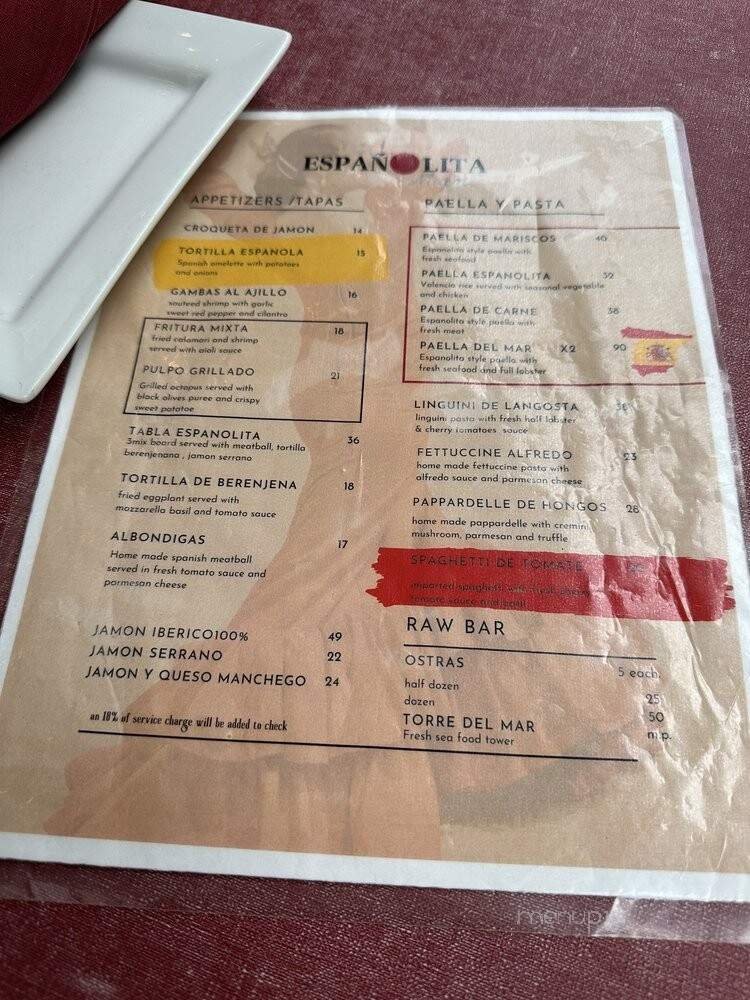 ESPAÑOLITA
APPETIZERS /TAPAS
CROQUETA DE JAMON 14
TORTILLA ESPANOLA 15
Spanish omelette with potatoes
and onions
GAMBAS AL AJILLO 16
sauteed shrimp with garlic
sweet red pepper and cilantro
FRITURA MIXTA 18
fried calamari and shrimp
served with aioli sauce
PULPO GRILLADO 21
Grilled octopus served with
black olives puree and crispy
sweet potatoe
TABLA ESPANOLITA 36
3mix board served with meatball, tortilla
berenjenana , jamon serrano
TORTILLA DE BERENJENA 18
fried eggplant served with
mozzarella basil and tomato sauce
ALBONDIGAS 17
Home made spanish meatball
served in fresh tomato sauce and
parmesan cheese
JAMON IBERICO100% 49
JAMON SERRANO 22
JAMON Y QUESO MANCHEGO 24
an 18% of service charge will be added to check
PAELLA Y PASTA
PAELLA DE MARISCOS 40
Espanolita style paella with
fresh seafood
PAELLA ESPANOLITA 32
Valencia rice served with seasonal vegetable
and chicken
PAELLA DE CARNE 38
Espanolita style paella with
fresh meat
PAELLA DEL MAR X2 90
Espanolita style paella with
fresh seafood and full lobster
LINGUINI DE LANGOSTA
linguini pasta with fresh half lobster
& cherry tomatoes sauce
FETTUCCINE ALFREDO 23
home made fettuccine pasta with
alfredo sauce and parmesan cheese
PAPPARDELLE DE HONGOS 26
home made pappardelle with cremini
mushroom, parmesan and truffle
SPAGHETTI DE TOMATE
imported spaghetti with fresh
tomato sauce and basil
RAW BAR
OSTRAS 5 each
half dozen 25
dozen 50
TORRE DEL MAR m.p.
Fresh sea food tower